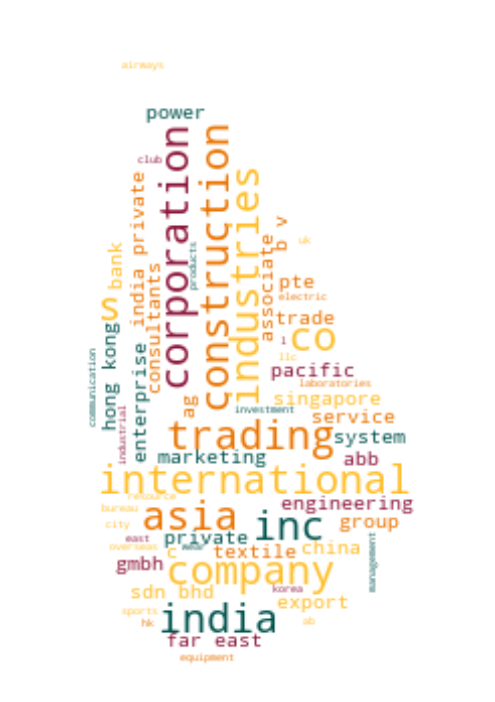 airways
power
club
corporation
construction
industries
india private
products
b v
uk
associate
bank
consultants
pte
electric
s
trade
co
l
hong kong
enterprise
communication
llc
pacific
laboratories
singapore
ag
investment
service
industrial
trading
system
marketing
abb
international
resource
engineering
bureau
asia
inc
group
city
east
private
overseas
wear
c
textile
china
management
gmbh
company
korea
sdn bhd
export
sports
india
hk
ab
far east
equipment